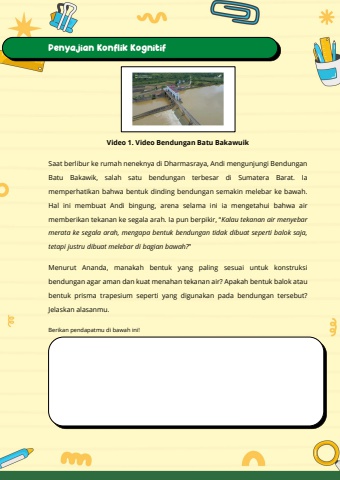 Penyajian Konflik Kognitif
Video 1. Video Bendungan Batu Bakawuik
Saat berlibur ke rumah neneknya di Dharmasraya, Andi mengunjungi Bendungan
Batu Bakawik, salah satu bendungan terbesar di Sumatera Barat. Ia
memperhatikan bahwa bentuk dinding bendungan semakin melebar ke bawah.
Hal ini membuat Andi bingung, arena selama ini ia mengetahui bahwa air
memberikan tekanan ke segala arah. Ia pun berpikir, “Kalau tekanan air menyebar
merata ke segala arah, mengapa bentuk bendungan tidak dibuat seperti balok saja,
tetapi justru dibuat melebar di bagian bawah?”
Menurut Ananda, manakah bentuk yang paling sesuai untuk konstruksi
bendungan agar aman dan kuat menahan tekanan air? Apakah bentuk balok atau
bentuk prisma trapesium seperti yang digunakan pada bendungan tersebut?
Jelaskan alasanmu.
Berikan pendapatmu di bawah ini!